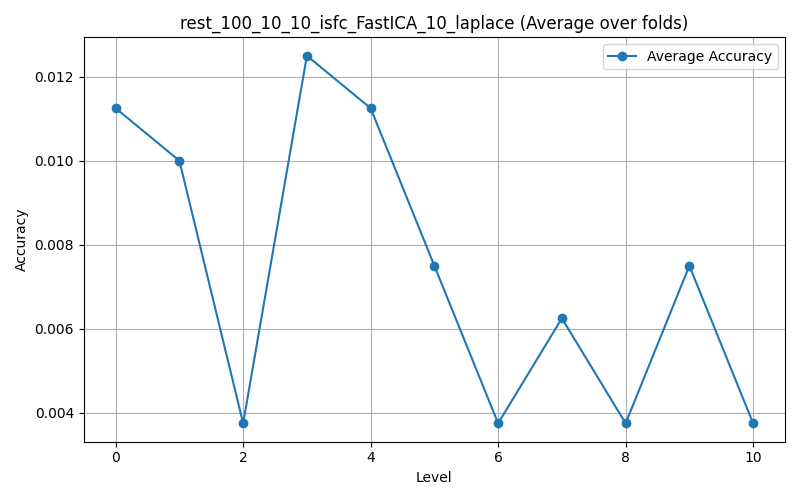 rest_100_10_10_isfc_FastICA_10_laplace (Average over folds)
Average Accuracy
0.012
0.010
0.008
0.006
0.004
Accuracy
0 2 4 6 8 10
Level